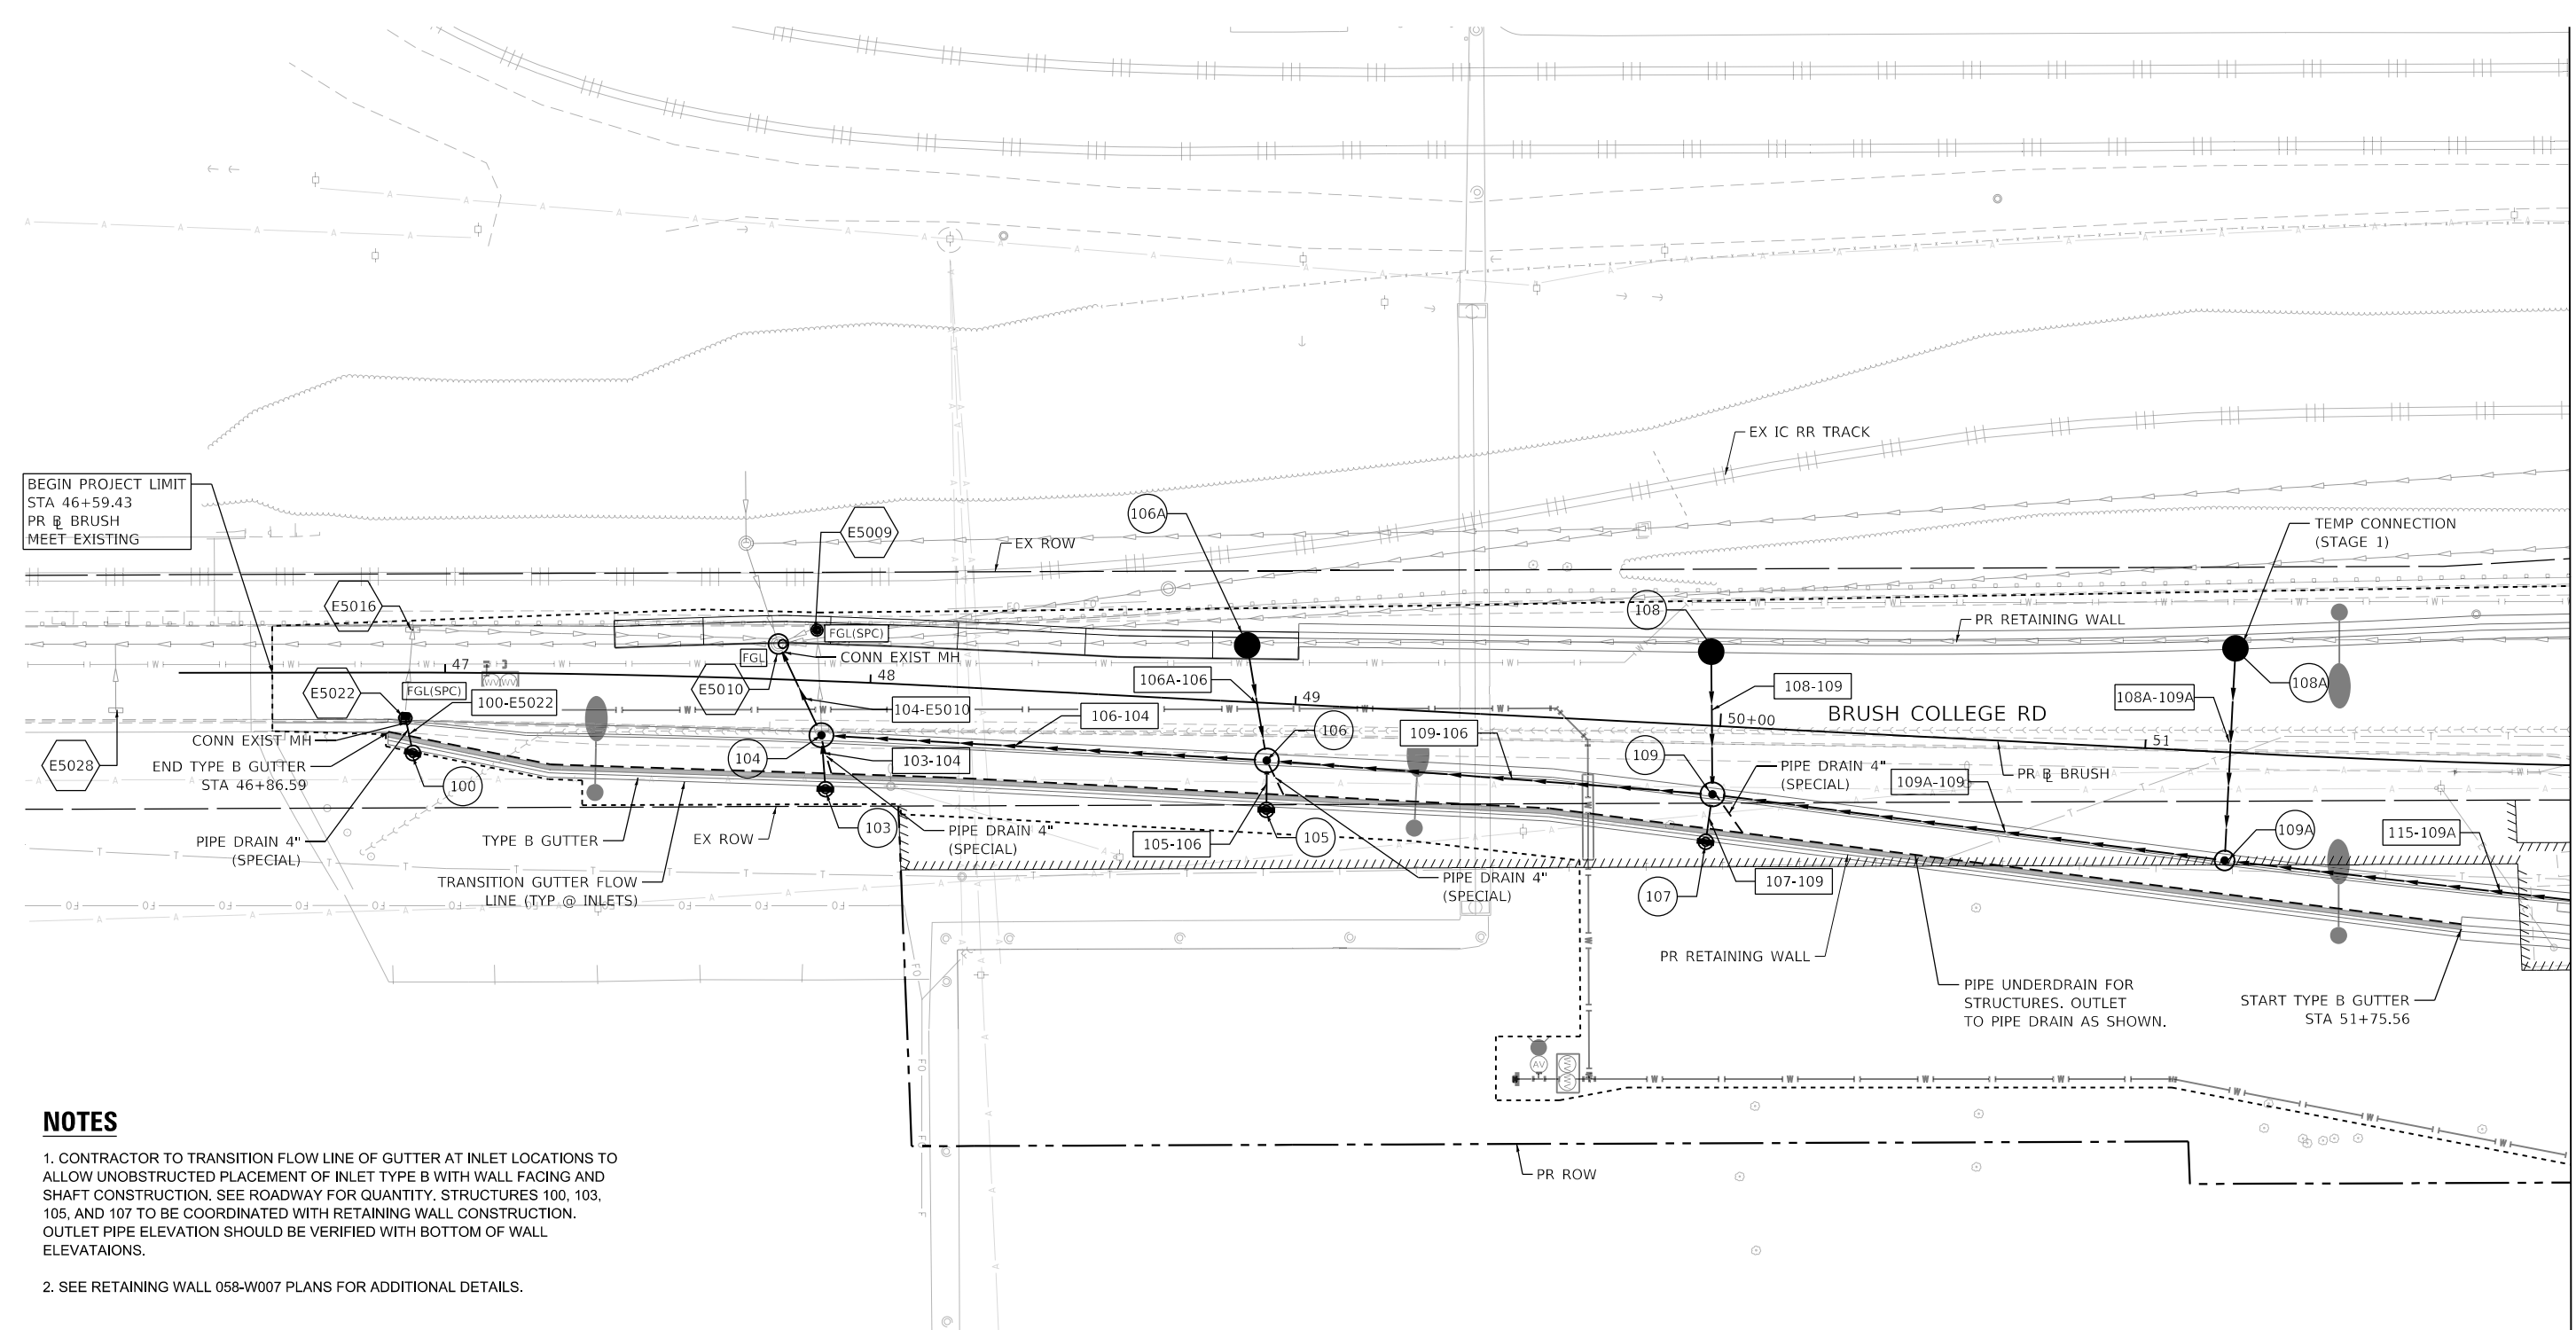 EX IC RR TRACK
BEGIN PROJECT LIMIT
STA 46+59.43
PR BL BRUSH
MEET EXISTING
106A
E5009
EX ROW
TEMP CONNECTION
(STAGE 1)
E5016
108
FGL(SPC)
PR RETAINING WALL
FGL
CONN EXIST MH
47
48
49
50+00
51
E5022
FGL(SPC)
100-E5022
E5010
106A-106
108-109
108A-109A
108A
104-E5010
106-104
BRUSH COLLEGE RD
CONN EXIST MH
106
109-106
E5028
END TYPE B GUTTER
STA 46+86.59
104
103-104
109
PIPE DRAIN 4"
(SPECIAL)
109A-109
PR BL BRUSH
100
103
PIPE DRAIN 4"
(SPECIAL)
TYPE B GUTTER
EX ROW
PIPE DRAIN 4"
(SPECIAL)
105-106
105
109A
115-109A
TRANSITION GUTTER FLOW
LINE (TYP @ INLETS)
PIPE DRAIN 4"
(SPECIAL)
107-109
107
PR RETAINING WALL
PIPE UNDERDRAIN FOR
STRUCTURES. OUTLET
TO PIPE DRAIN AS SHOWN.
START TYPE B GUTTER
STA 51+75.56
AV
PR ROW
NOTES
1. CONTRACTOR TO TRANSITION FLOW LINE OF GUTTER AT INLET LOCATIONS TO
ALLOW UNOBSTRUCTED PLACEMENT OF INLET TYPE B WITH WALL FACING AND
SHAFT CONSTRUCTION. SEE ROADWAY FOR QUANTITY. STRUCTURES 100, 103,
105, AND 107 TO BE COORDINATED WITH RETAINING WALL CONSTRUCTION.
OUTLET PIPE ELEVATION SHOULD BE VERIFIED WITH BOTTOM OF WALL
ELEVATAIONS.
2. SEE RETAINING WALL 058-W007 PLANS FOR ADDITIONAL DETAILS.